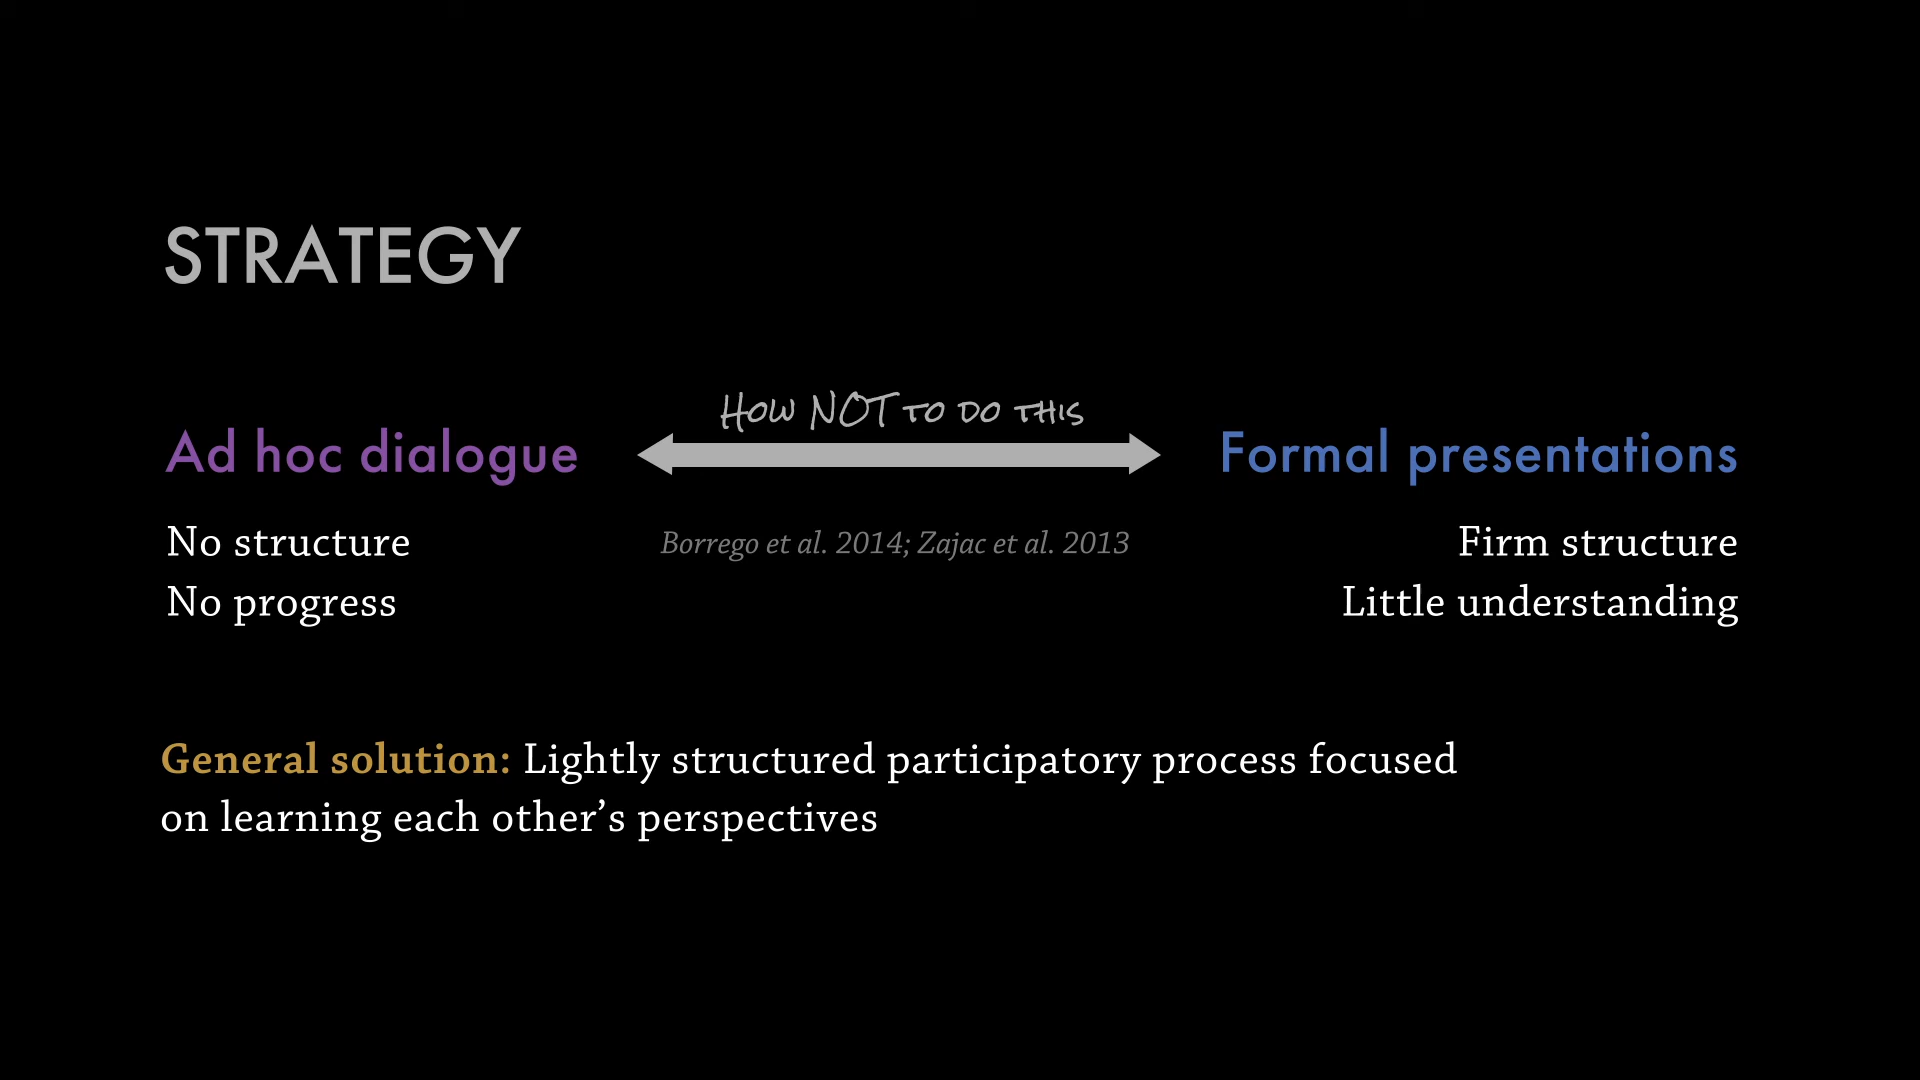 STRATEGY
How NOT to do this
Ad hoc dialogue
Formal presentations
No structure
Borrego et al. 2014; Zajac et al. 2013
Firm structure
No progress
Little understanding
General solution: Lightly structured participatory process focused
on learning each other’s perspectives